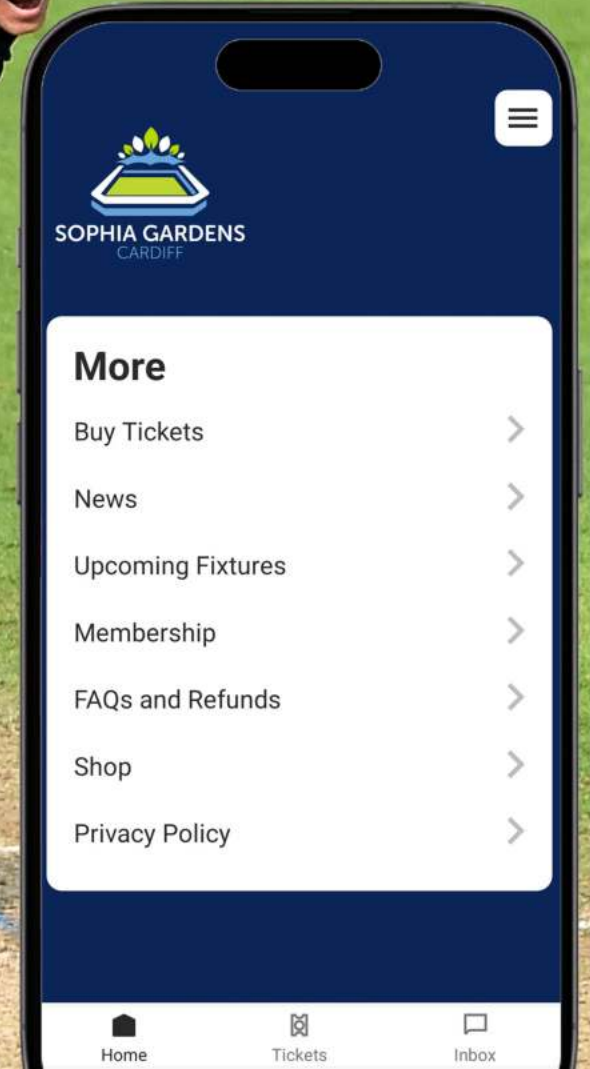 SOPHIA GARDENS
CARDIFF
More
Buy Tickets
News
Upcoming Fixtures
Membership
FAQs and Refunds
Shop
Privacy Policy
Home
Tickets
Inbox